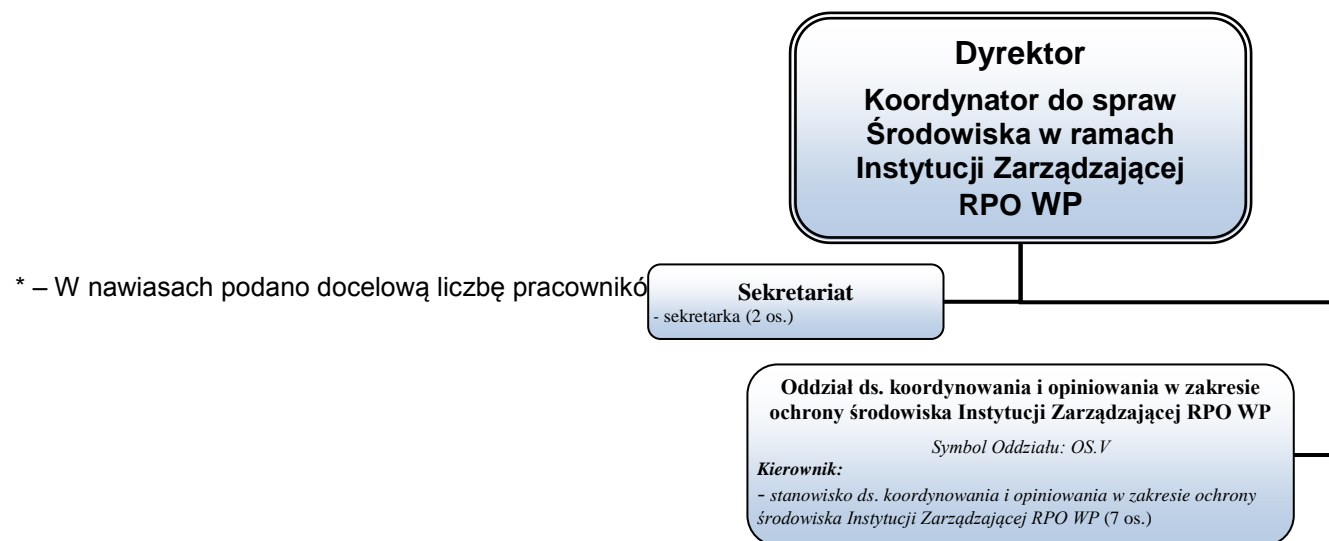 Dyrektor
Koordynator do spraw
Środowiska w ramach
Instytucji Zarządzającej
RPO WP
* – W nawiasach podano docelową liczbę pracownikó
Sekretariat
- sekretarka (2 os.)
Oddział ds. koordynowania i opiniowania w zakresie
ochrony środowiska Instytucji Zarządzającej RPO WP
Symbol Oddziału: OS.V
Kierownik:
- stanowisko ds. koordynowania i opiniowania w zakresie ochrony
środowiska Instytucji Zarządzającej RPO WP (7 os.)